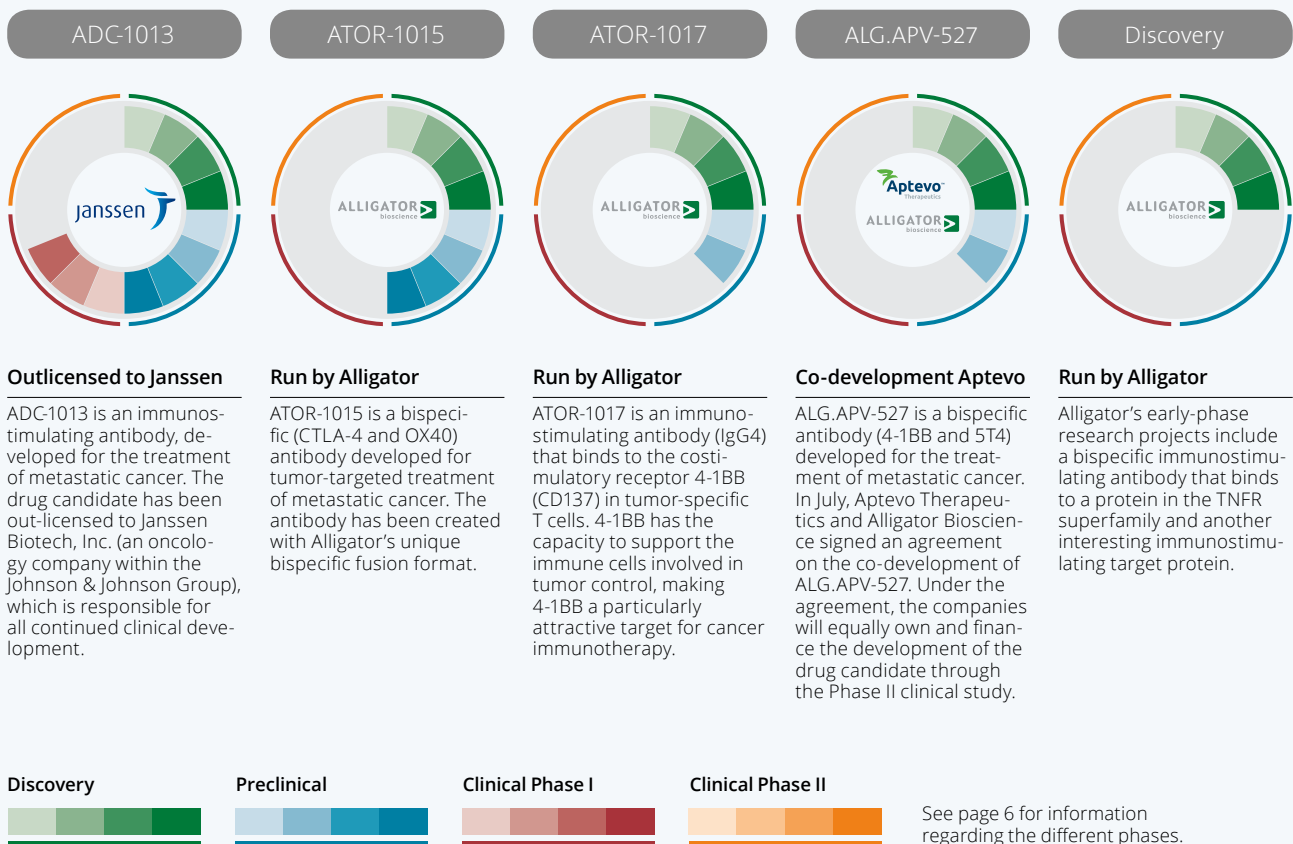 ADC-1013
ATOR-1015
ATOR-1017
ALG.APV-527
Discovery
janssen
ALLIGATOR
bioscience
ALLIGATOR
bioscience
Aptevo
Therapeutics
ALLIGATOR
bioscience
ALLIGATOR
bioscience
Outlicensed to Janssen
ADC-1013 is an immunos-
timulating antibody, de-
veloped for the treatment
of metastatic cancer. The
drug candidate has been
out-licensed to Janssen
Biotech, Inc. (an oncolo-
gy company within the
Johnson & Johnson Group),
which is responsible for
all continued clinical deve-
lopment.
Run by Alligator
ATOR-1015 is a bispeci-
fic (CTLA-4 and OX40)
antibody developed for
tumor-targeted treatment
of metastatic cancer. The
antibody has been created
with Alligator's unique
bispecific fusion format.
Run by Alligator
ATOR-1017 is an immuno-
stimulating antibody (IgG4)
that binds to the costi-
mulatory receptor 4-1BB
(CD137) in tumor-specific
T cells. 4-1BB has the
capacity to support the
immune cells involved in
tumor control, making
4-1BB a particularly
attractive target for cancer
immunotherapy.
Co-development Aptevo
ALG.APV-527 is a bispecific
antibody (4-1BB and 5T4)
developed for the treat-
ment of metastatic cancer.
In July, Aptevo Therapeu-
tics and Alligator Bioscien-
ce signed an agreement
on the co-development of
ALG.APV-527. Under the
agreement, the companies
will equally own and finan-
ce the development of the
drug candidate through
the Phase II clinical study.
Run by Alligator
Alligator's early-phase
research projects include
a bispecific immunostimu-
lating antibody that binds
to a protein in the TNFR
superfamily and another
interesting immunostimu-
lating target protein.
Discovery
Preclinical
Clinical Phase I
Clinical Phase II
See page 6 for information
regarding the different phases.